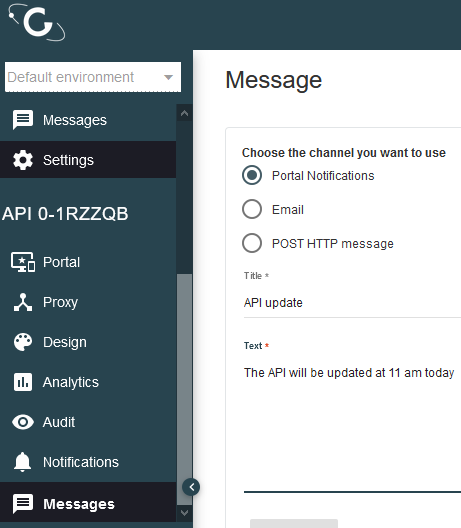 Default environment
Messages
Settings
API 0-1RZZQB
Portal
Proxy
Design
Analytics
Audit
Notifications
Messages
Message
Choose the channel you want to use
Portal Notifications
Email
POST HTTP message
Title *
API update
Text *
The API will be updated at 11 am today